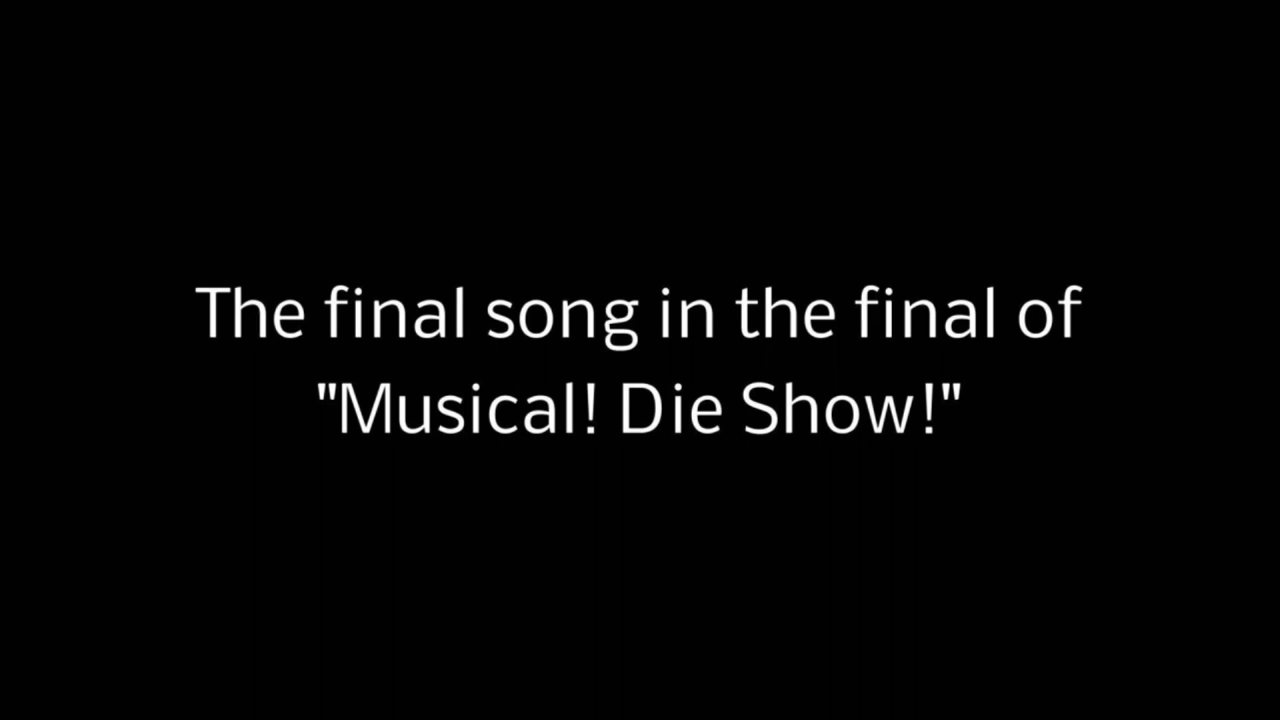 The final song in the final of
"Musical! Die Show!"